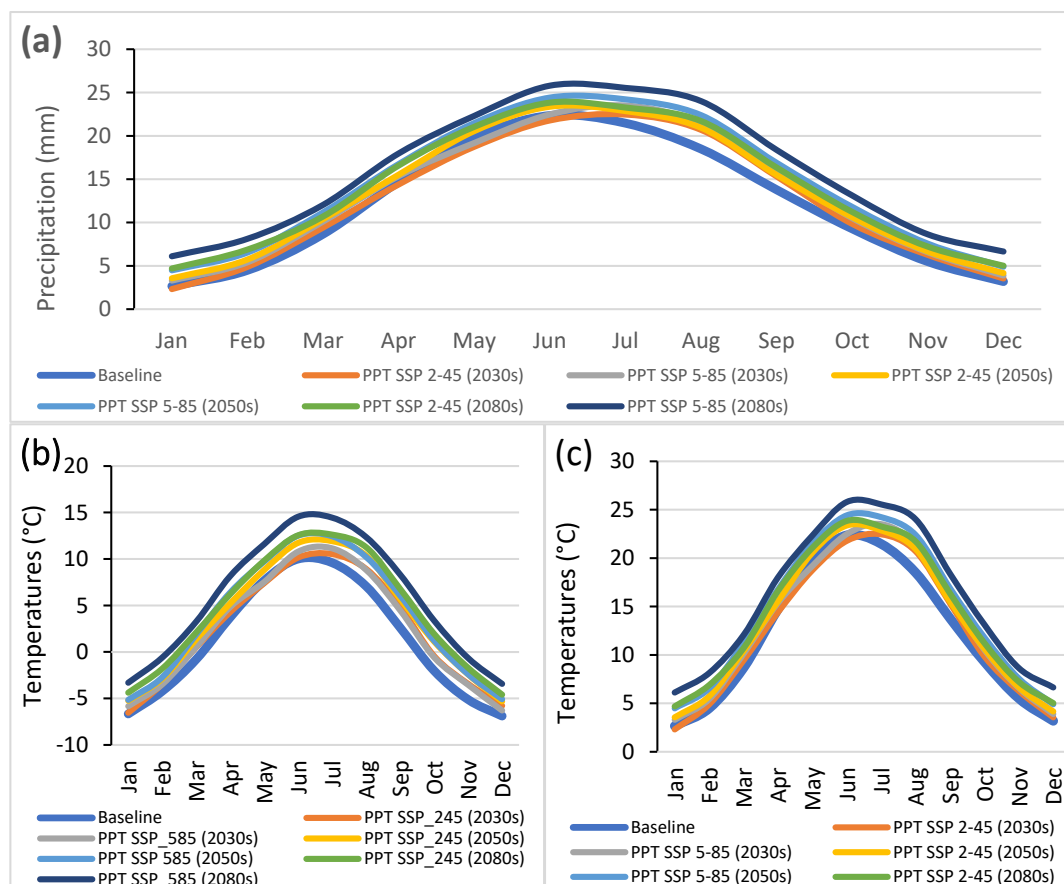 (a)
Precipitation (mm)
30
25
20
15
10
5
0
Jan Feb Mar Apr May Jun Jul Aug Sep Oct Nov Dec
Baseline PPT SSP 2-45 (2030s) PPT SSP 5-85 (2030s) PPT SSP 2-45 (2050s)
PPT SSP 5-85 (2050s) PPT SSP 2-45 (2080s) PPT SSP 5-85 (2080s)
(b)
Temperatures (°C)
20
15
10
5
0
-5
-10
Jan Feb Mar Apr May Jun Jul Aug Sep Oct Nov Dec
Baseline PPT SSP_245 (2030s)
PPT SSP_585 (2030s) PPT SSP_245 (2050s)
PPT SSP 585 (2050s) PPT SSP_245 (2080s)
PPT SSP_585 (2080s)
(c)
Temperatures (°C)
30
25
20
15
10
5
0
Jan Feb Mar Apr May Jun Jul Aug Sep Oct Nov Dec
Baseline PPT SSP 2-45 (2030s)
PPT SSP 5-85 (2030s) PPT SSP 2-45 (2050s)
PPT SSP 5-85 (2050s) PPT SSP 2-45 (2080s)